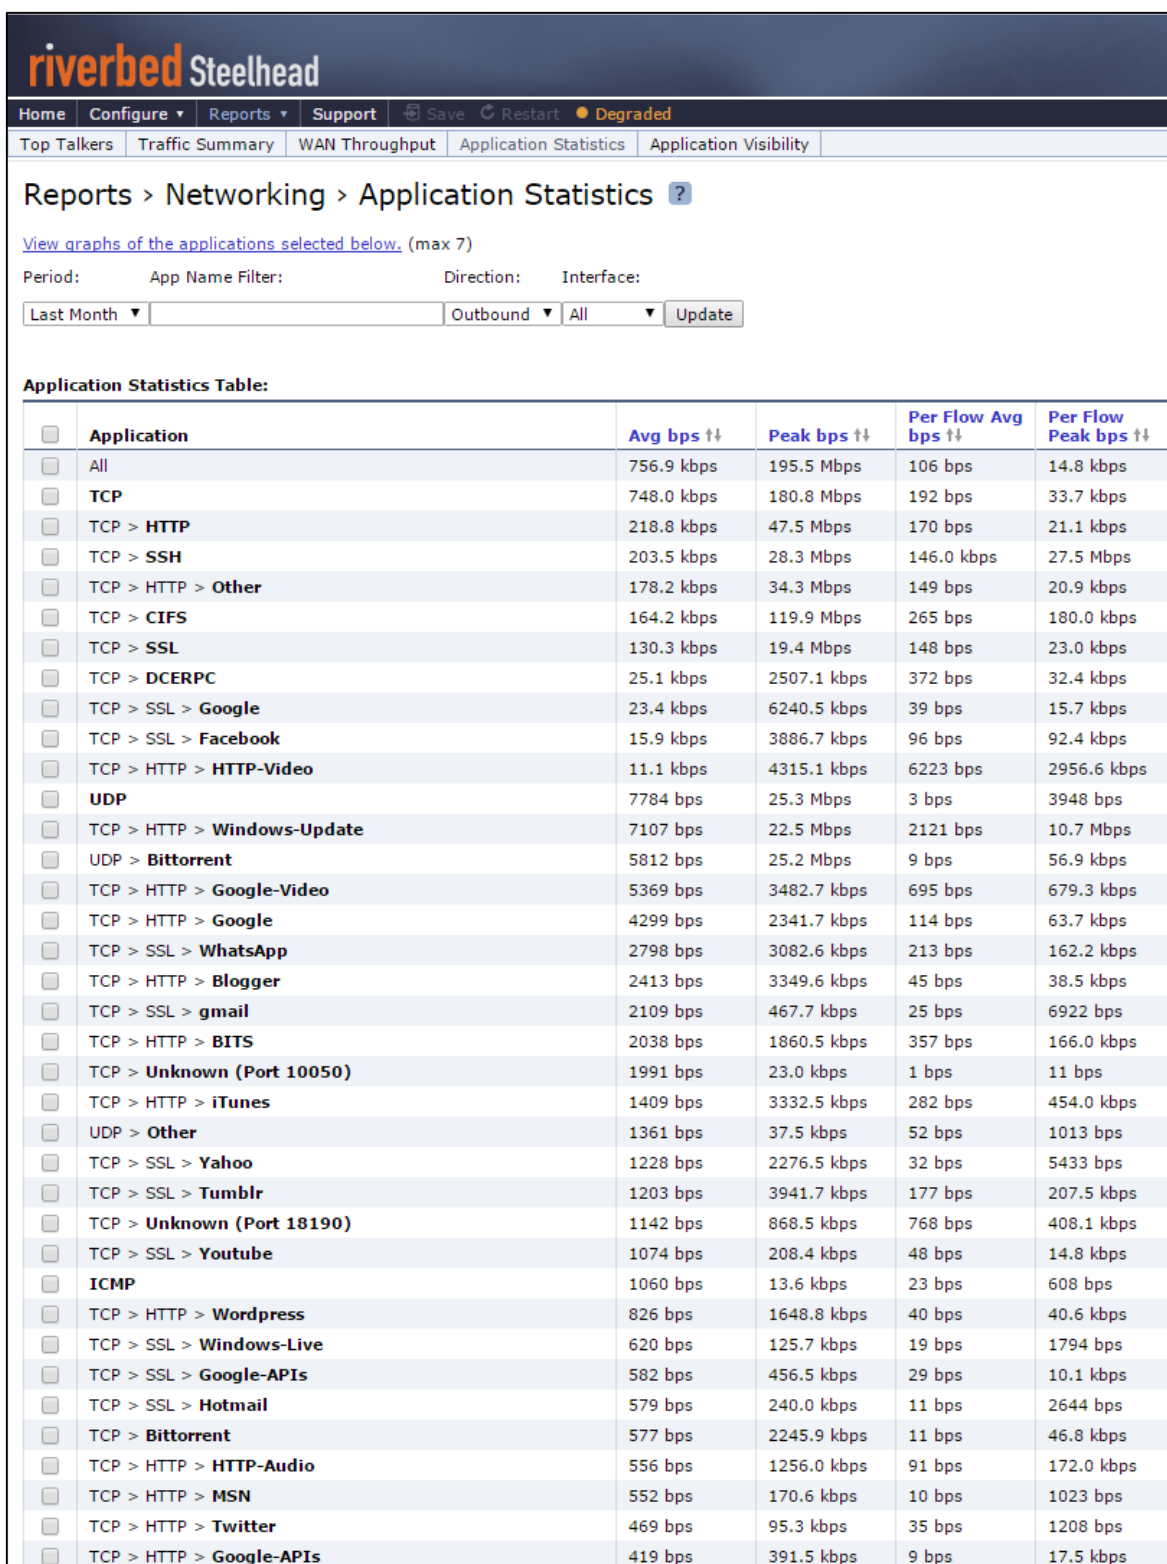 riverbed Steelhead
Home Configure ▾ Reports ▾ Support Save Restart Degraded
Top Talkers Traffic Summary WAN Throughput Application Statistics Application Visibility
Reports › Networking › Application Statistics ?
View graphs of the applications selected below. (max 7)
Period: App Name Filter: Direction: Interface:
Last Month ▼ Outbound ▼ All ▼ Update
Application Statistics Table:
Application Avg bps Peak bps Per Flow Avg bps Per Flow Peak bps
All 756.9 kbps 195.5 Mbps 106 bps 14.8 kbps
TCP 748.0 kbps 180.8 Mbps 192 bps 33.7 kbps
TCP > HTTP 218.8 kbps 47.5 Mbps 170 bps 21.1 kbps
TCP > SSH 203.5 kbps 28.3 Mbps 146.0 kbps 27.5 Mbps
TCP > HTTP > Other 178.2 kbps 34.3 Mbps 149 bps 20.9 kbps
TCP > CIFS 164.2 kbps 119.9 Mbps 265 bps 180.0 kbps
TCP > SSL 130.3 kbps 19.4 Mbps 148 bps 23.0 kbps
TCP > DCERPC 25.1 kbps 2507.1 kbps 372 bps 32.4 kbps
TCP > SSL > Google 23.4 kbps 6240.5 kbps 39 bps 15.7 kbps
TCP > SSL > Facebook 15.9 kbps 3886.7 kbps 96 bps 92.4 kbps
TCP > HTTP > HTTP-Video 11.1 kbps 4315.1 kbps 6223 bps 2956.6 kbps
UDP 7784 bps 25.3 Mbps 3 bps 3948 bps
TCP > HTTP > Windows-Update 7107 bps 22.5 Mbps 2121 bps 10.7 Mbps
UDP > Bittorrent 5812 bps 25.2 Mbps 9 bps 56.9 kbps
TCP > HTTP > Google-Video 5369 bps 3482.7 kbps 695 bps 679.3 kbps
TCP > HTTP > Google 4299 bps 2341.7 kbps 114 bps 63.7 kbps
TCP > SSL > WhatsApp 2798 bps 3082.6 kbps 213 bps 162.2 kbps
TCP > HTTP > Blogger 2413 bps 3349.6 kbps 45 bps 38.5 kbps
TCP > SSL > gmail 2109 bps 467.7 kbps 25 bps 6922 bps
TCP > HTTP > BITS 2038 bps 1860.5 kbps 357 bps 166.0 kbps
TCP > Unknown (Port 10050) 1991 bps 23.0 kbps 1 bps 11 bps
TCP > HTTP > iTunes 1409 bps 3332.5 kbps 282 bps 454.0 kbps
UDP > Other 1361 bps 37.5 kbps 52 bps 1013 bps
TCP > SSL > Yahoo 1228 bps 2276.5 kbps 32 bps 5433 bps
TCP > SSL > Tumblr 1203 bps 3941.7 kbps 177 bps 207.5 kbps
TCP > Unknown (Port 18190) 1142 bps 868.5 kbps 768 bps 408.1 kbps
TCP > SSL > Youtube 1074 bps 208.4 kbps 48 bps 14.8 kbps
ICMP 1060 bps 13.6 kbps 23 bps 608 bps
TCP > HTTP > Wordpress 826 bps 1648.8 kbps 40 bps 40.6 kbps
TCP > SSL > Windows-Live 620 bps 125.7 kbps 19 bps 1794 bps
TCP > SSL > Google-APIs 582 bps 456.5 kbps 29 bps 10.1 kbps
TCP > SSL > Hotmail 579 bps 240.0 kbps 11 bps 2644 bps
TCP > Bittorrent 577 bps 2245.9 kbps 11 bps 46.8 kbps
TCP > HTTP > HTTP-Audio 556 bps 1256.0 kbps 91 bps 172.0 kbps
TCP > HTTP > MSN 552 bps 170.6 kbps 10 bps 1023 bps
TCP > HTTP > Twitter 469 bps 95.3 kbps 35 bps 1208 bps
TCP > HTTP > Google-APIs 419 bps 391.5 kbps 9 bps 17.5 kbps